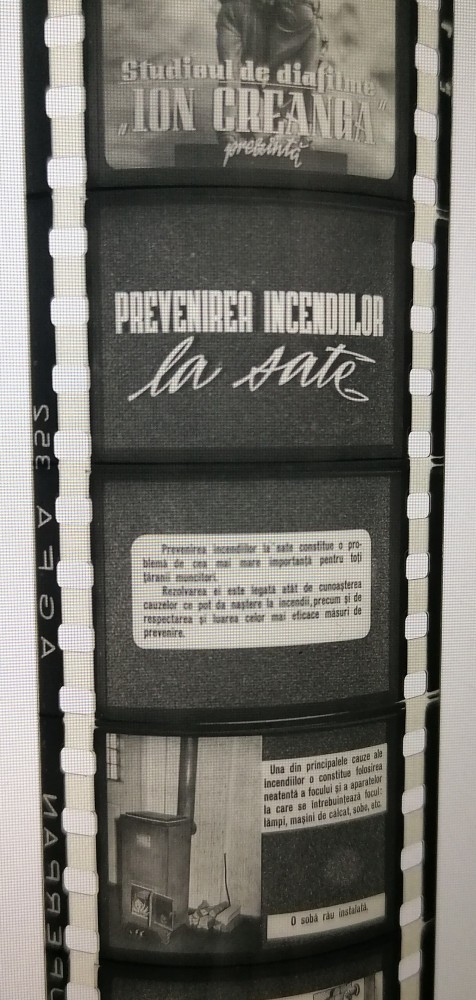 Studioul de diafilme
„ION CREANGA”
prezintă
PREVENIREA INCENDIILOR
la sate
Prevenirea incendiilor la sate constitue o pro-
blemă de cea mai mare importanță pentru toți
țăranii muncitori.
Rezolvarea ei este legată atât de cunoașterea
cauzelor ce pot da naștere la incendii, precum și de
respectarea și luarea celor mai eficace măsuri de
prevenire.
Una din principalele cauze ale
incendiilor o constitue folosirea
neatentă a focului și a aparatelor
la care se întrebuințează focul:
lămpi, mașini de călcat, sobe, etc.
O sobă rău instalată.
AGFA 352